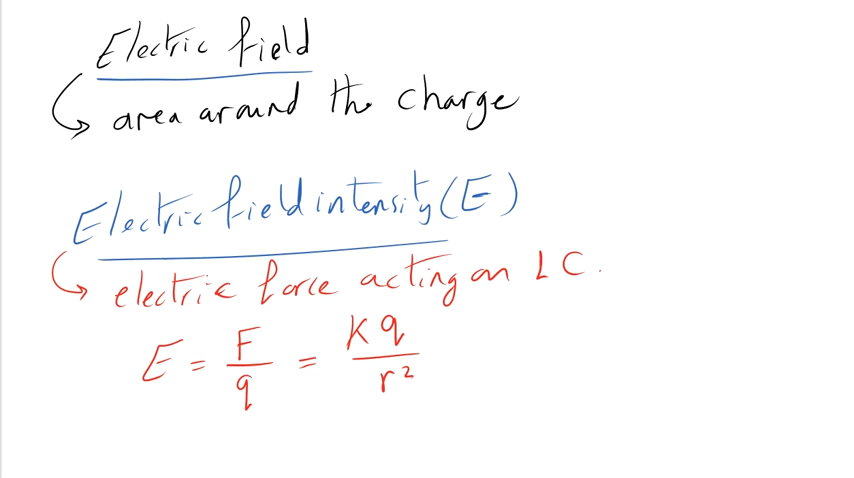 Electric field
area around the charge
Electric field intensity (E)
electric force acting on 1 C.
E = F/q = Kq/r²